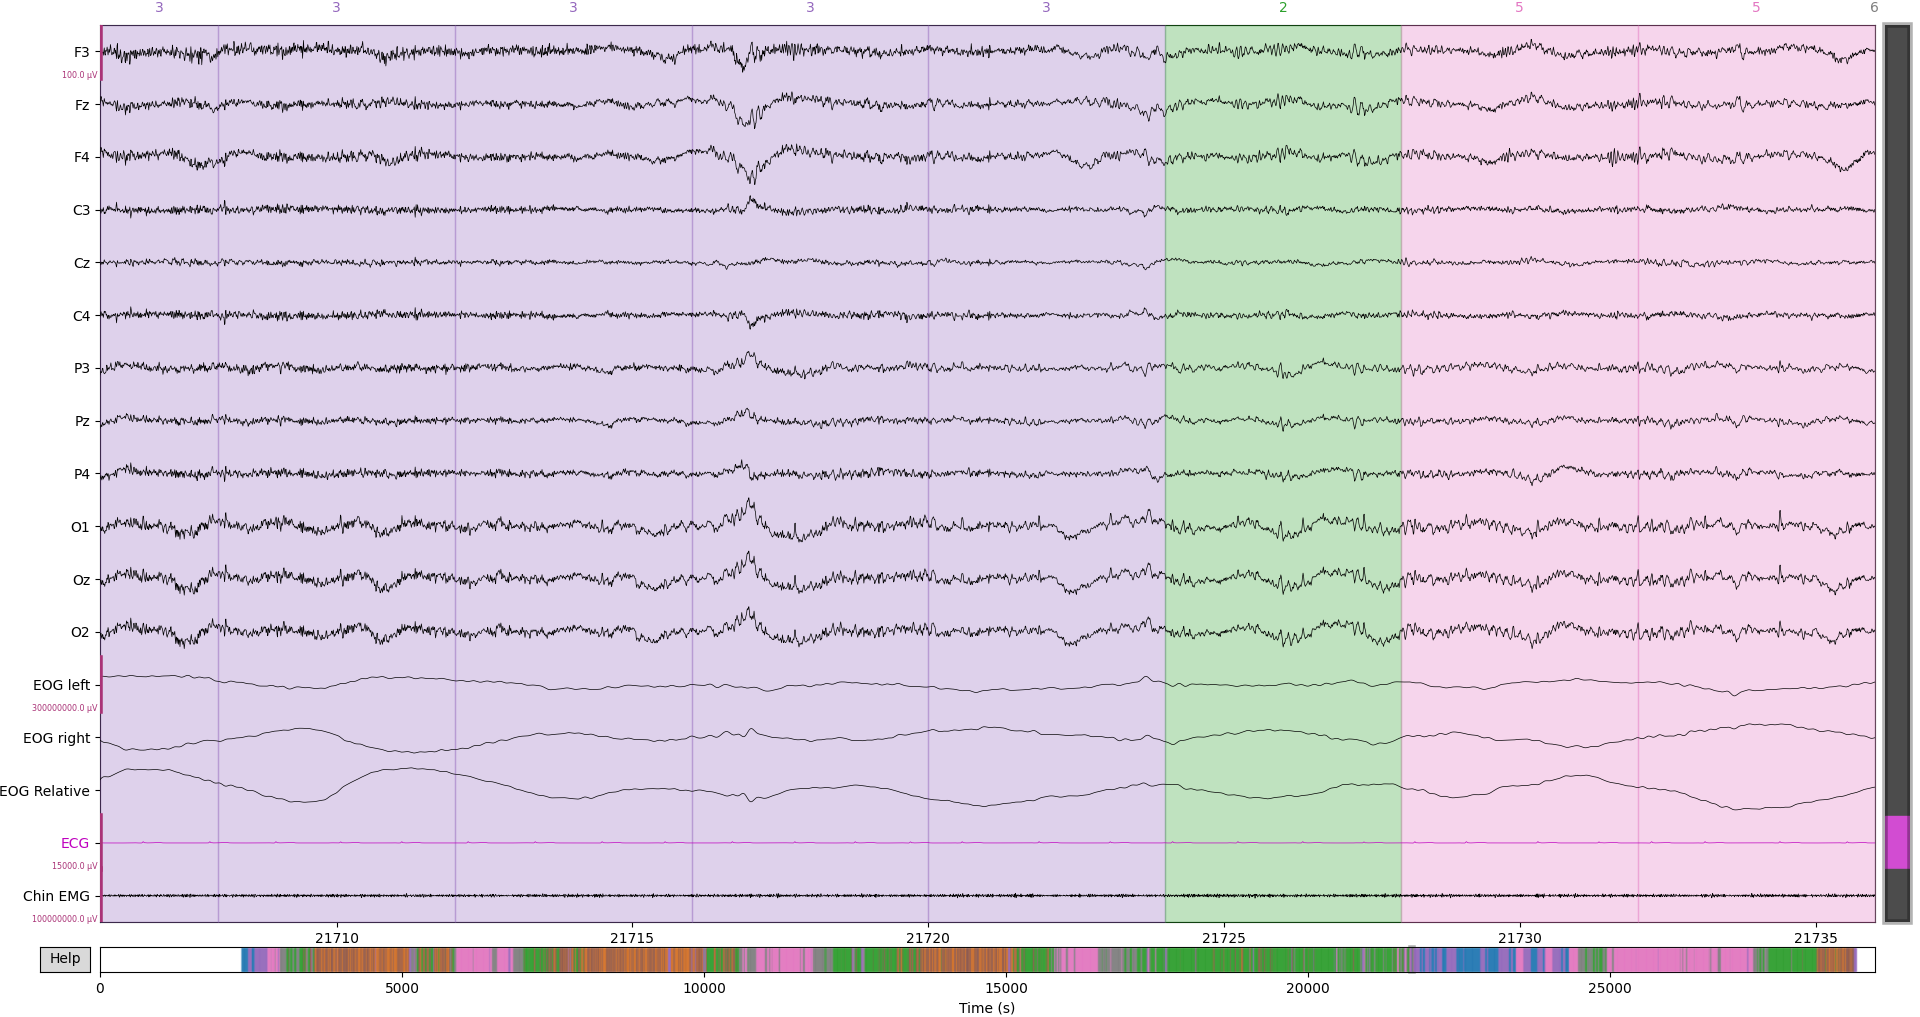 3 3 3 3 3 2 5 5 6
F3
100.0 µV
Fz
F4
C3
Cz
C4
P3
Pz
P4
O1
Oz
O2
EOG left
300000000.0 µV
EOG right
EOG Relative
ECG
15000.0 µV
Chin EMG
100000000.0 µV
21710 21715 21720 21725 21730 21735
Help
0 5000 10000 15000 20000 25000
Time (s)